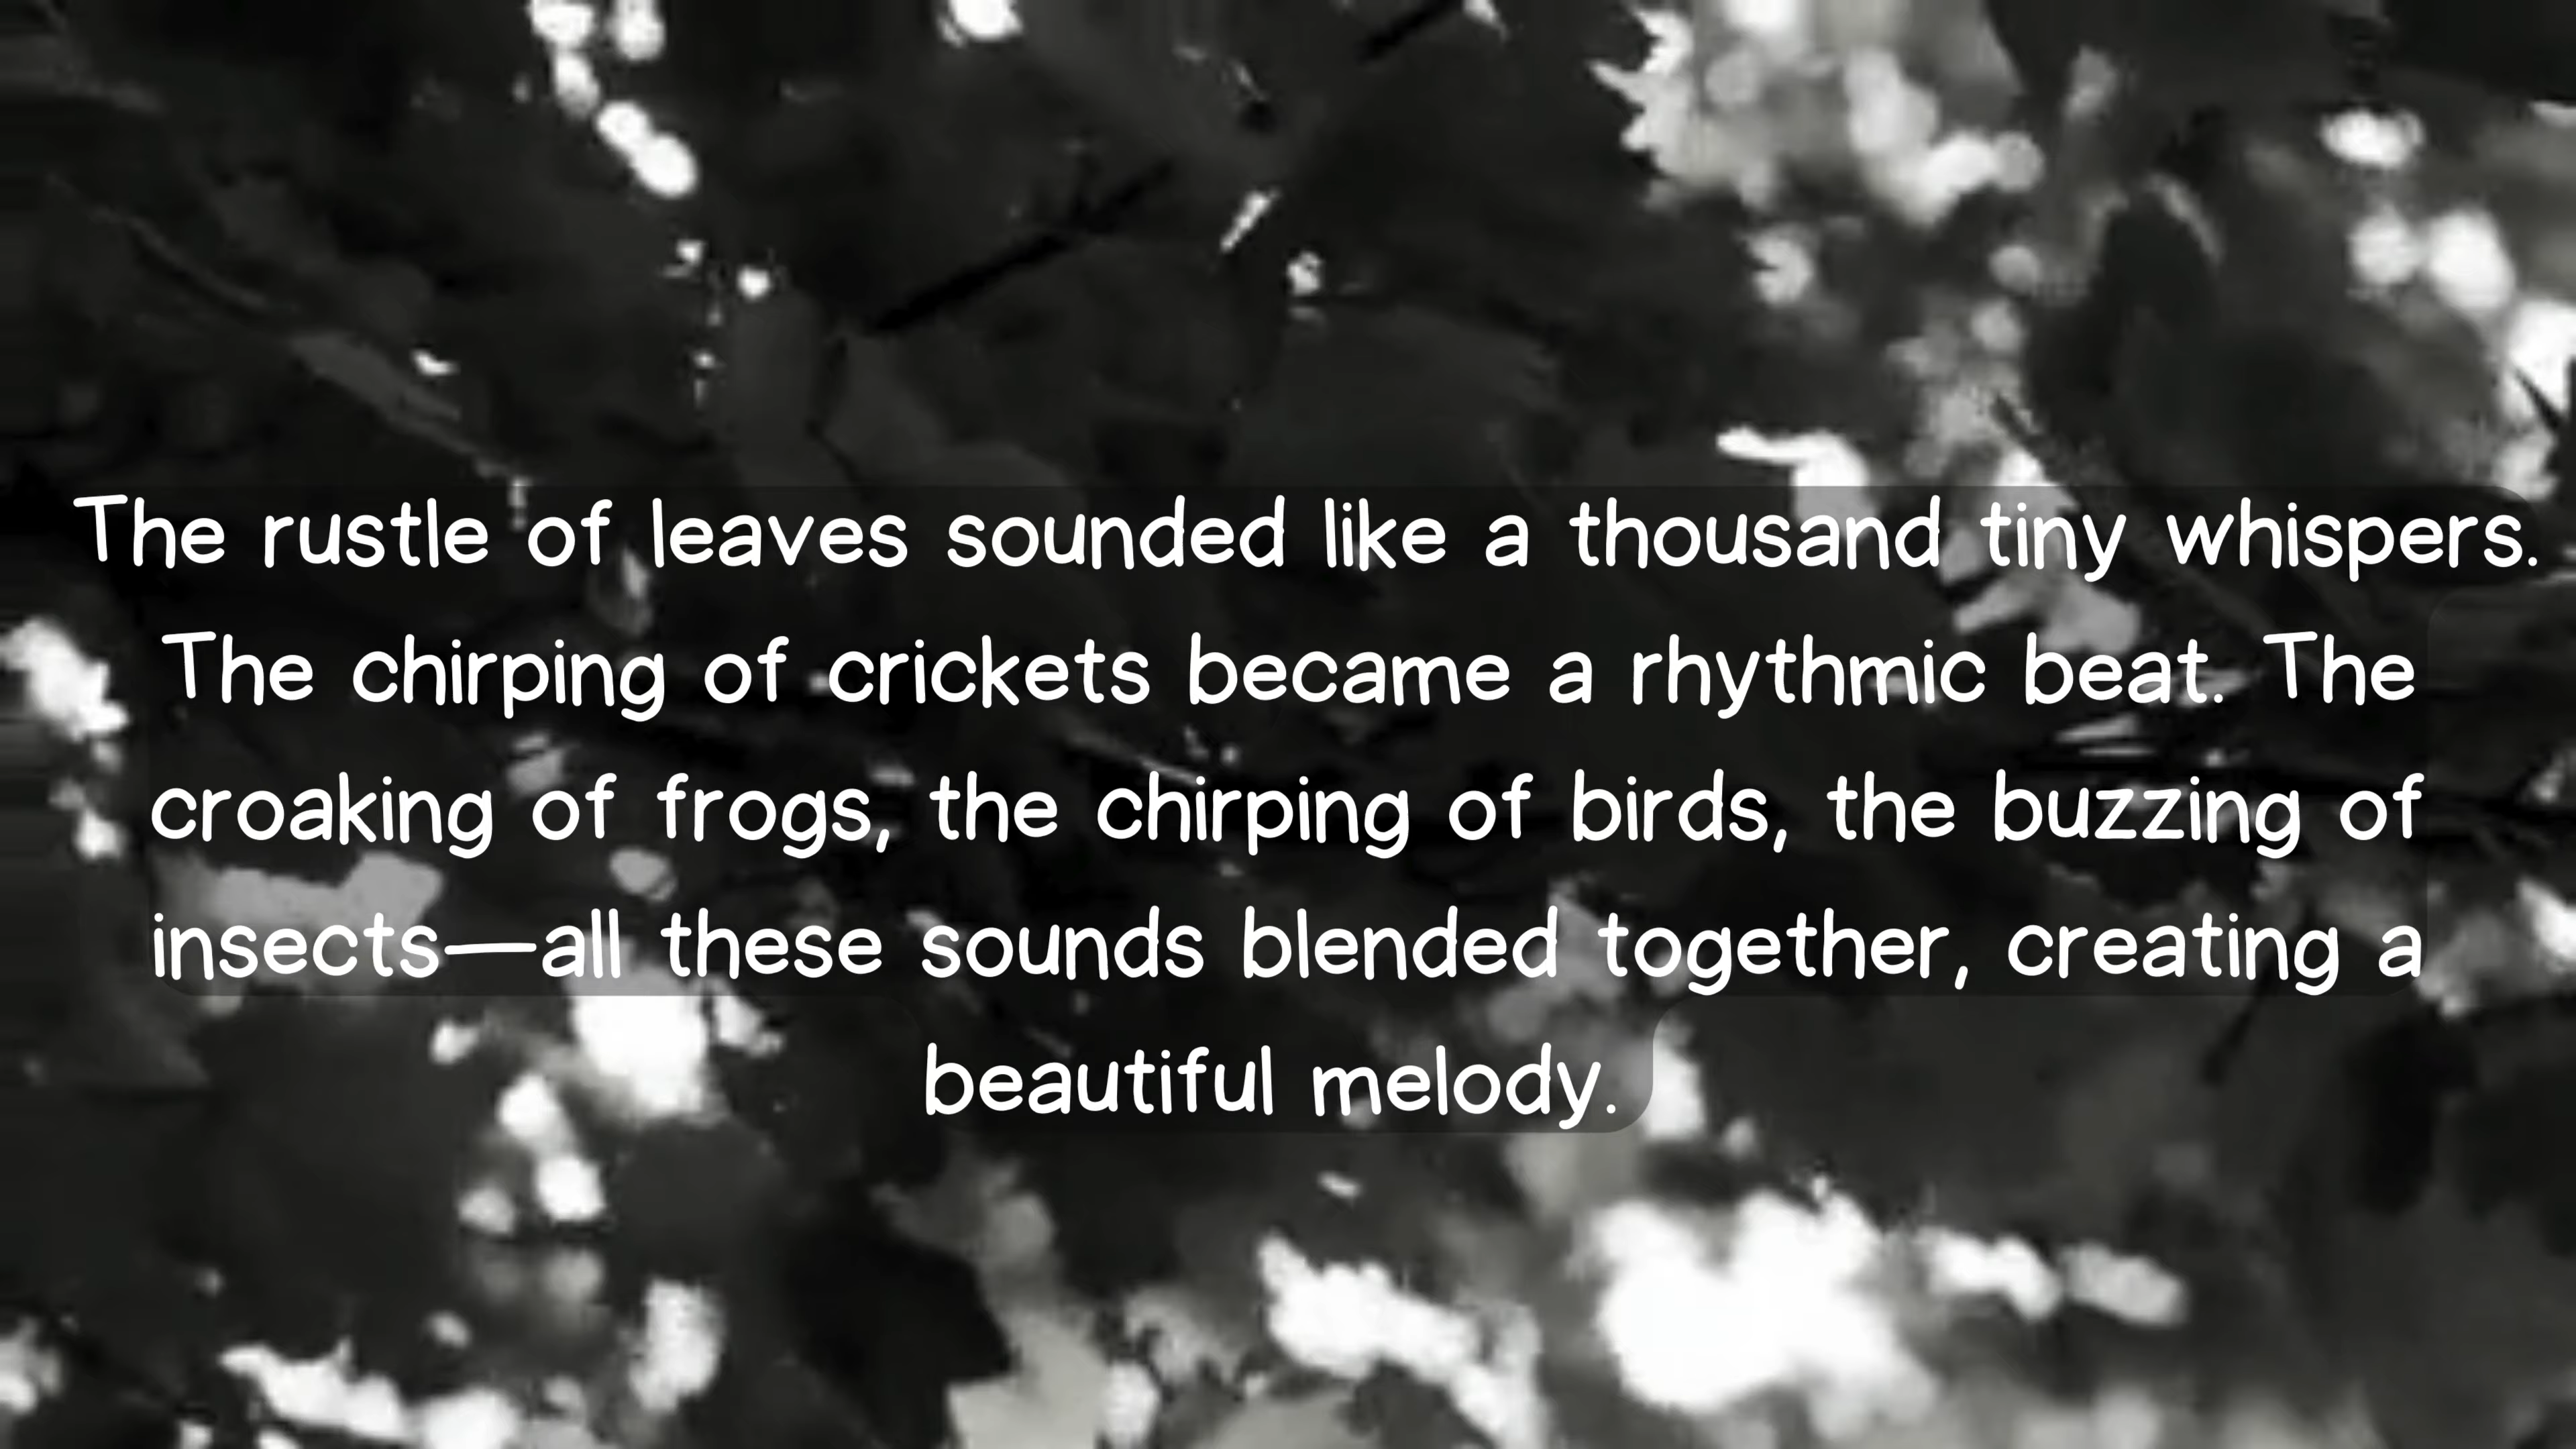 The rustle of leaves sounded like a thousand tiny whispers.
The chirping of crickets became a rhythmic beat. The
croaking of frogs, the chirping of birds, the buzzing of
insects—all these sounds blended together, creating a
beautiful melody.